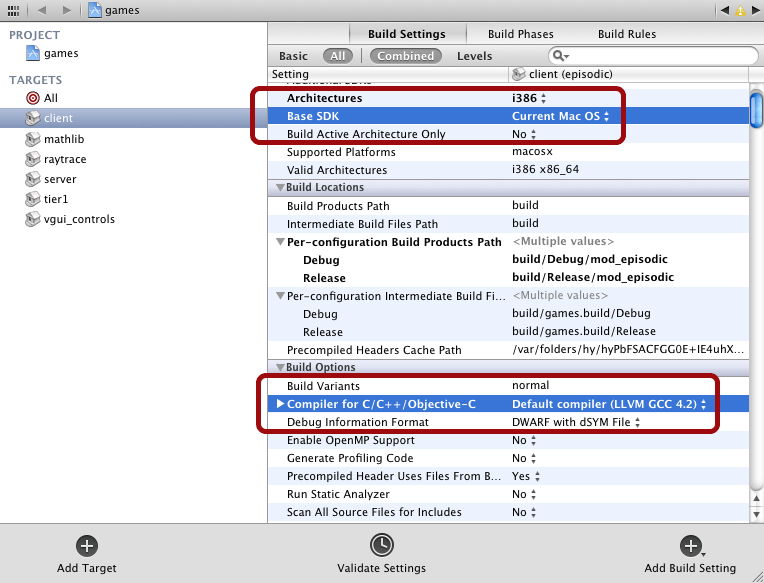 games
PROJECT
games
TARGETS
All
client
mathlib
raytrace
server
tier1
vgui_controls
Build Settings Build Phases Build Rules
Basic All Combined Levels
Setting client (episodic)
Architectures i386
Base SDK Current Mac OS
Build Active Architecture Only No
Supported Platforms macosx
Valid Architectures i386 x86_64
Build Locations
Build Products Path build
Intermediate Build Files Path build
Per-configuration Build Products Path <Multiple values>
Debug build/Debug/mod_episodic
Release build/Release/mod_episodic
Per-configuration Intermediate Build Fi... <Multiple values>
Debug build/games.build/Debug
Release build/games.build/Release
Precompiled Headers Cache Path /var/folders/hy/hyPbFSACFGG0E+IE4uhX...
Build Options
Build Variants normal
Compiler for C/C++/Objective-C Default compiler (LLVM GCC 4.2)
Debug Information Format DWARF with dSYM File
Enable OpenMP Support No
Generate Profiling Code No
Precompiled Header Uses Files From B... Yes
Run Static Analyzer No
Scan All Source Files for Includes No
Add Target Validate Settings Add Build Setting